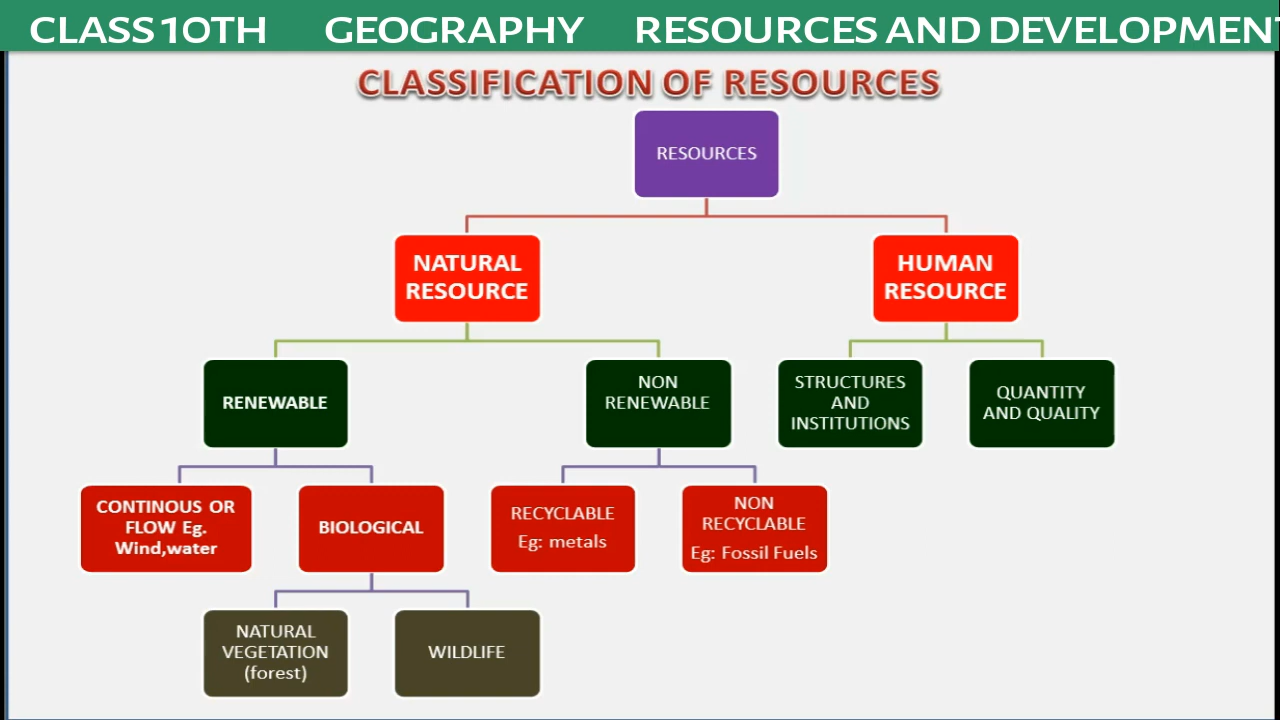 CLASS 10TH GEOGRAPHY RESOURCES AND DEVELOPMENT
CLASSIFICATION OF RESOURCES
RESOURCES
NATURAL
RESOURCE
HUMAN
RESOURCE
RENEWABLE
NON
RENEWABLE
STRUCTURES
AND
INSTITUTIONS
QUANTITY
AND QUALITY
CONTINOUS OR
FLOW Eg.
Wind,water
BIOLOGICAL
RECYCLABLE
Eg: metals
NON
RECYCLABLE
Eg: Fossil Fuels
NATURAL
VEGETATION
(forest)
WILDLIFE